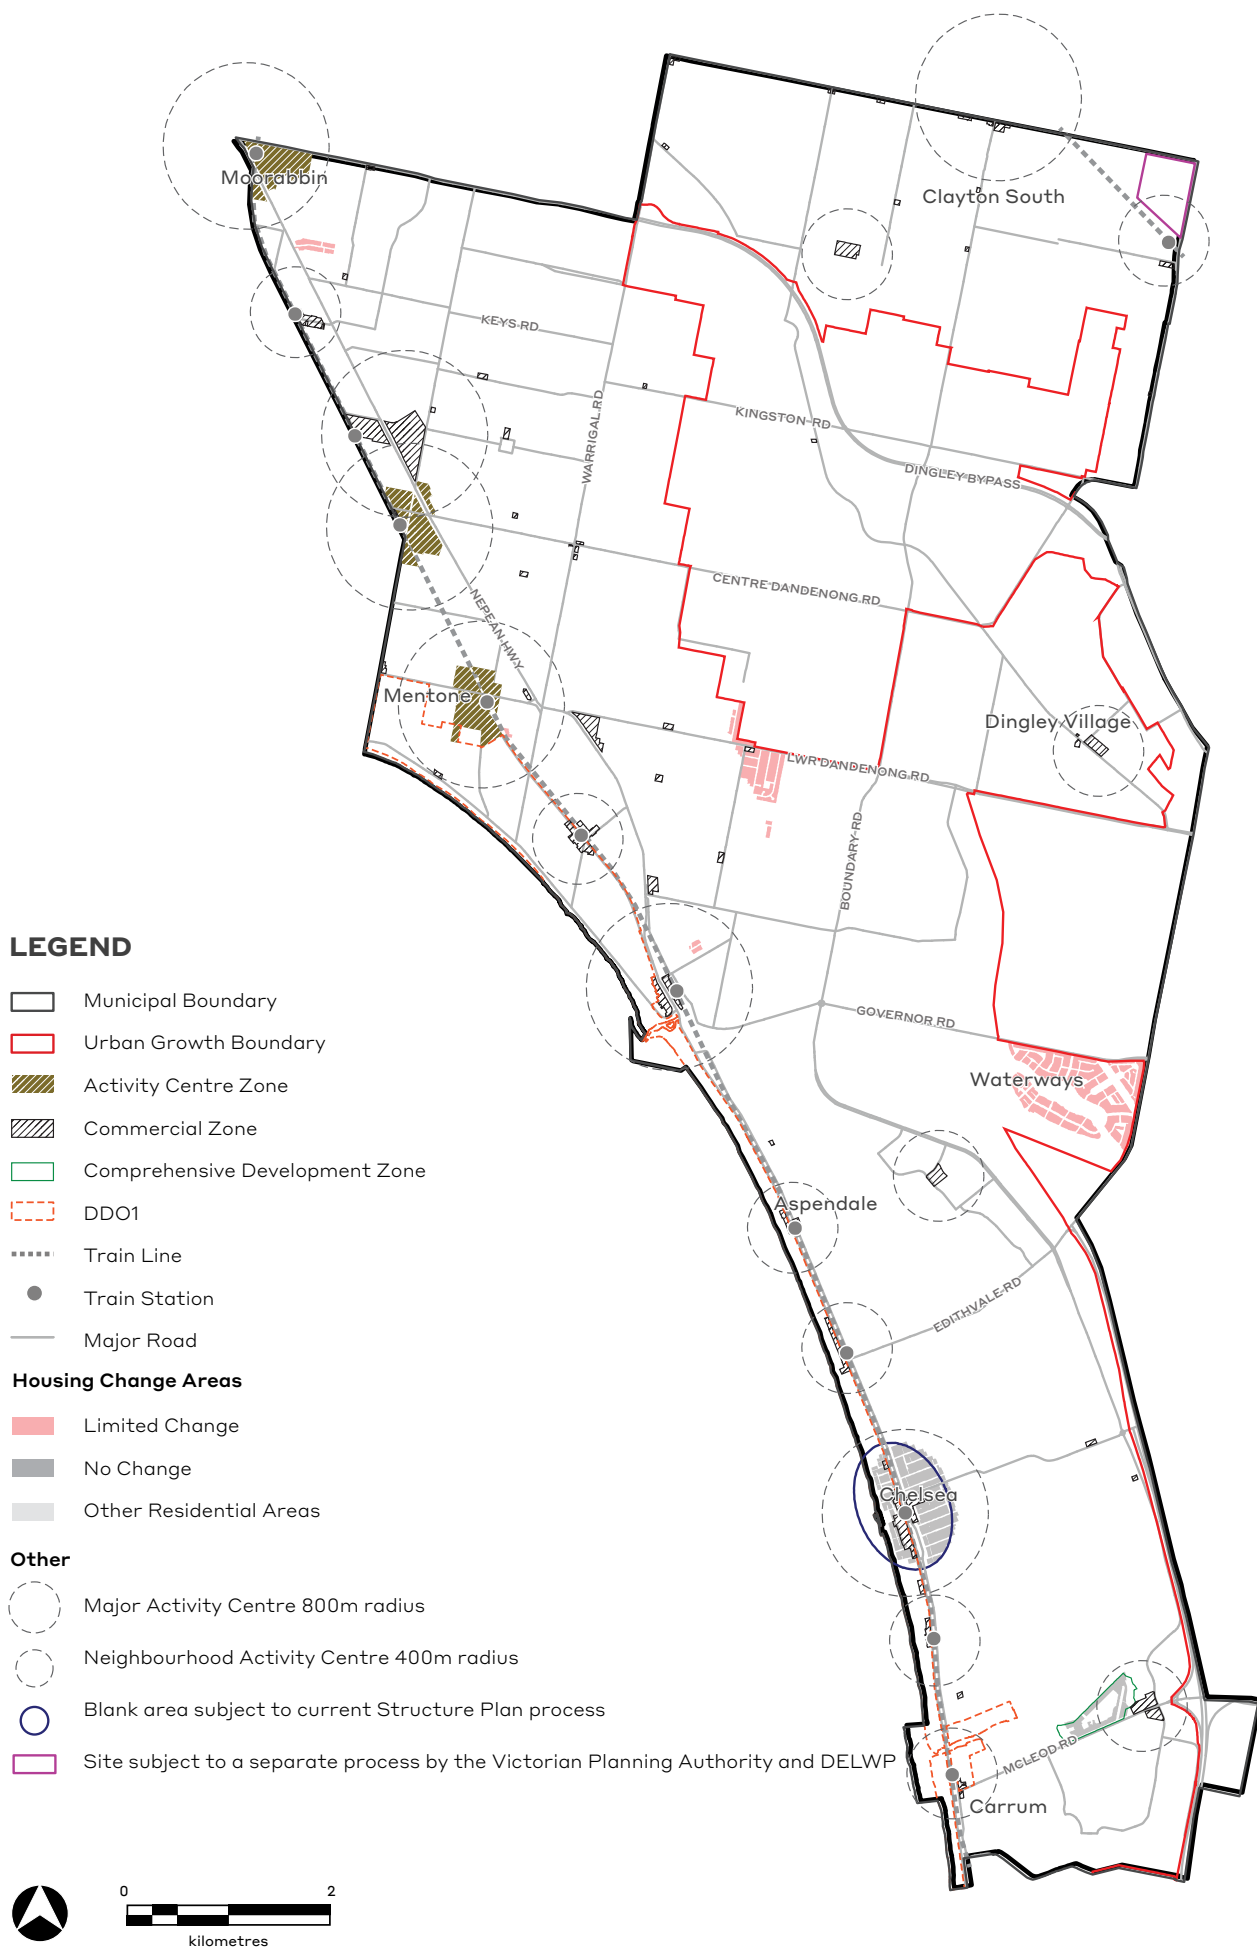 Moorabbin
Clayton South
KEYS RD
WARRIGAL RD
KINGSTON RD
DINGLEY BYPASS
CENTRE DANDENONG RD
NEPEAN HWY
Mentone
Dingley Village
LWR DANDENONG RD
BOUNDARY RD
GOVERNOR RD
Waterways
Aspendale
EDITHVALE RD
Chelsea
MCLEOD RD
Carrum
LEGEND
Municipal Boundary
Urban Growth Boundary
Activity Centre Zone
Commercial Zone
Comprehensive Development Zone
DDO1
Train Line
Train Station
Major Road
Housing Change Areas
Limited Change
No Change
Other Residential Areas
Other
Major Activity Centre 800m radius
Neighbourhood Activity Centre 400m radius
Blank area subject to current Structure Plan process
Site subject to a separate process by the Victorian Planning Authority and DELWP
0 2
kilometres